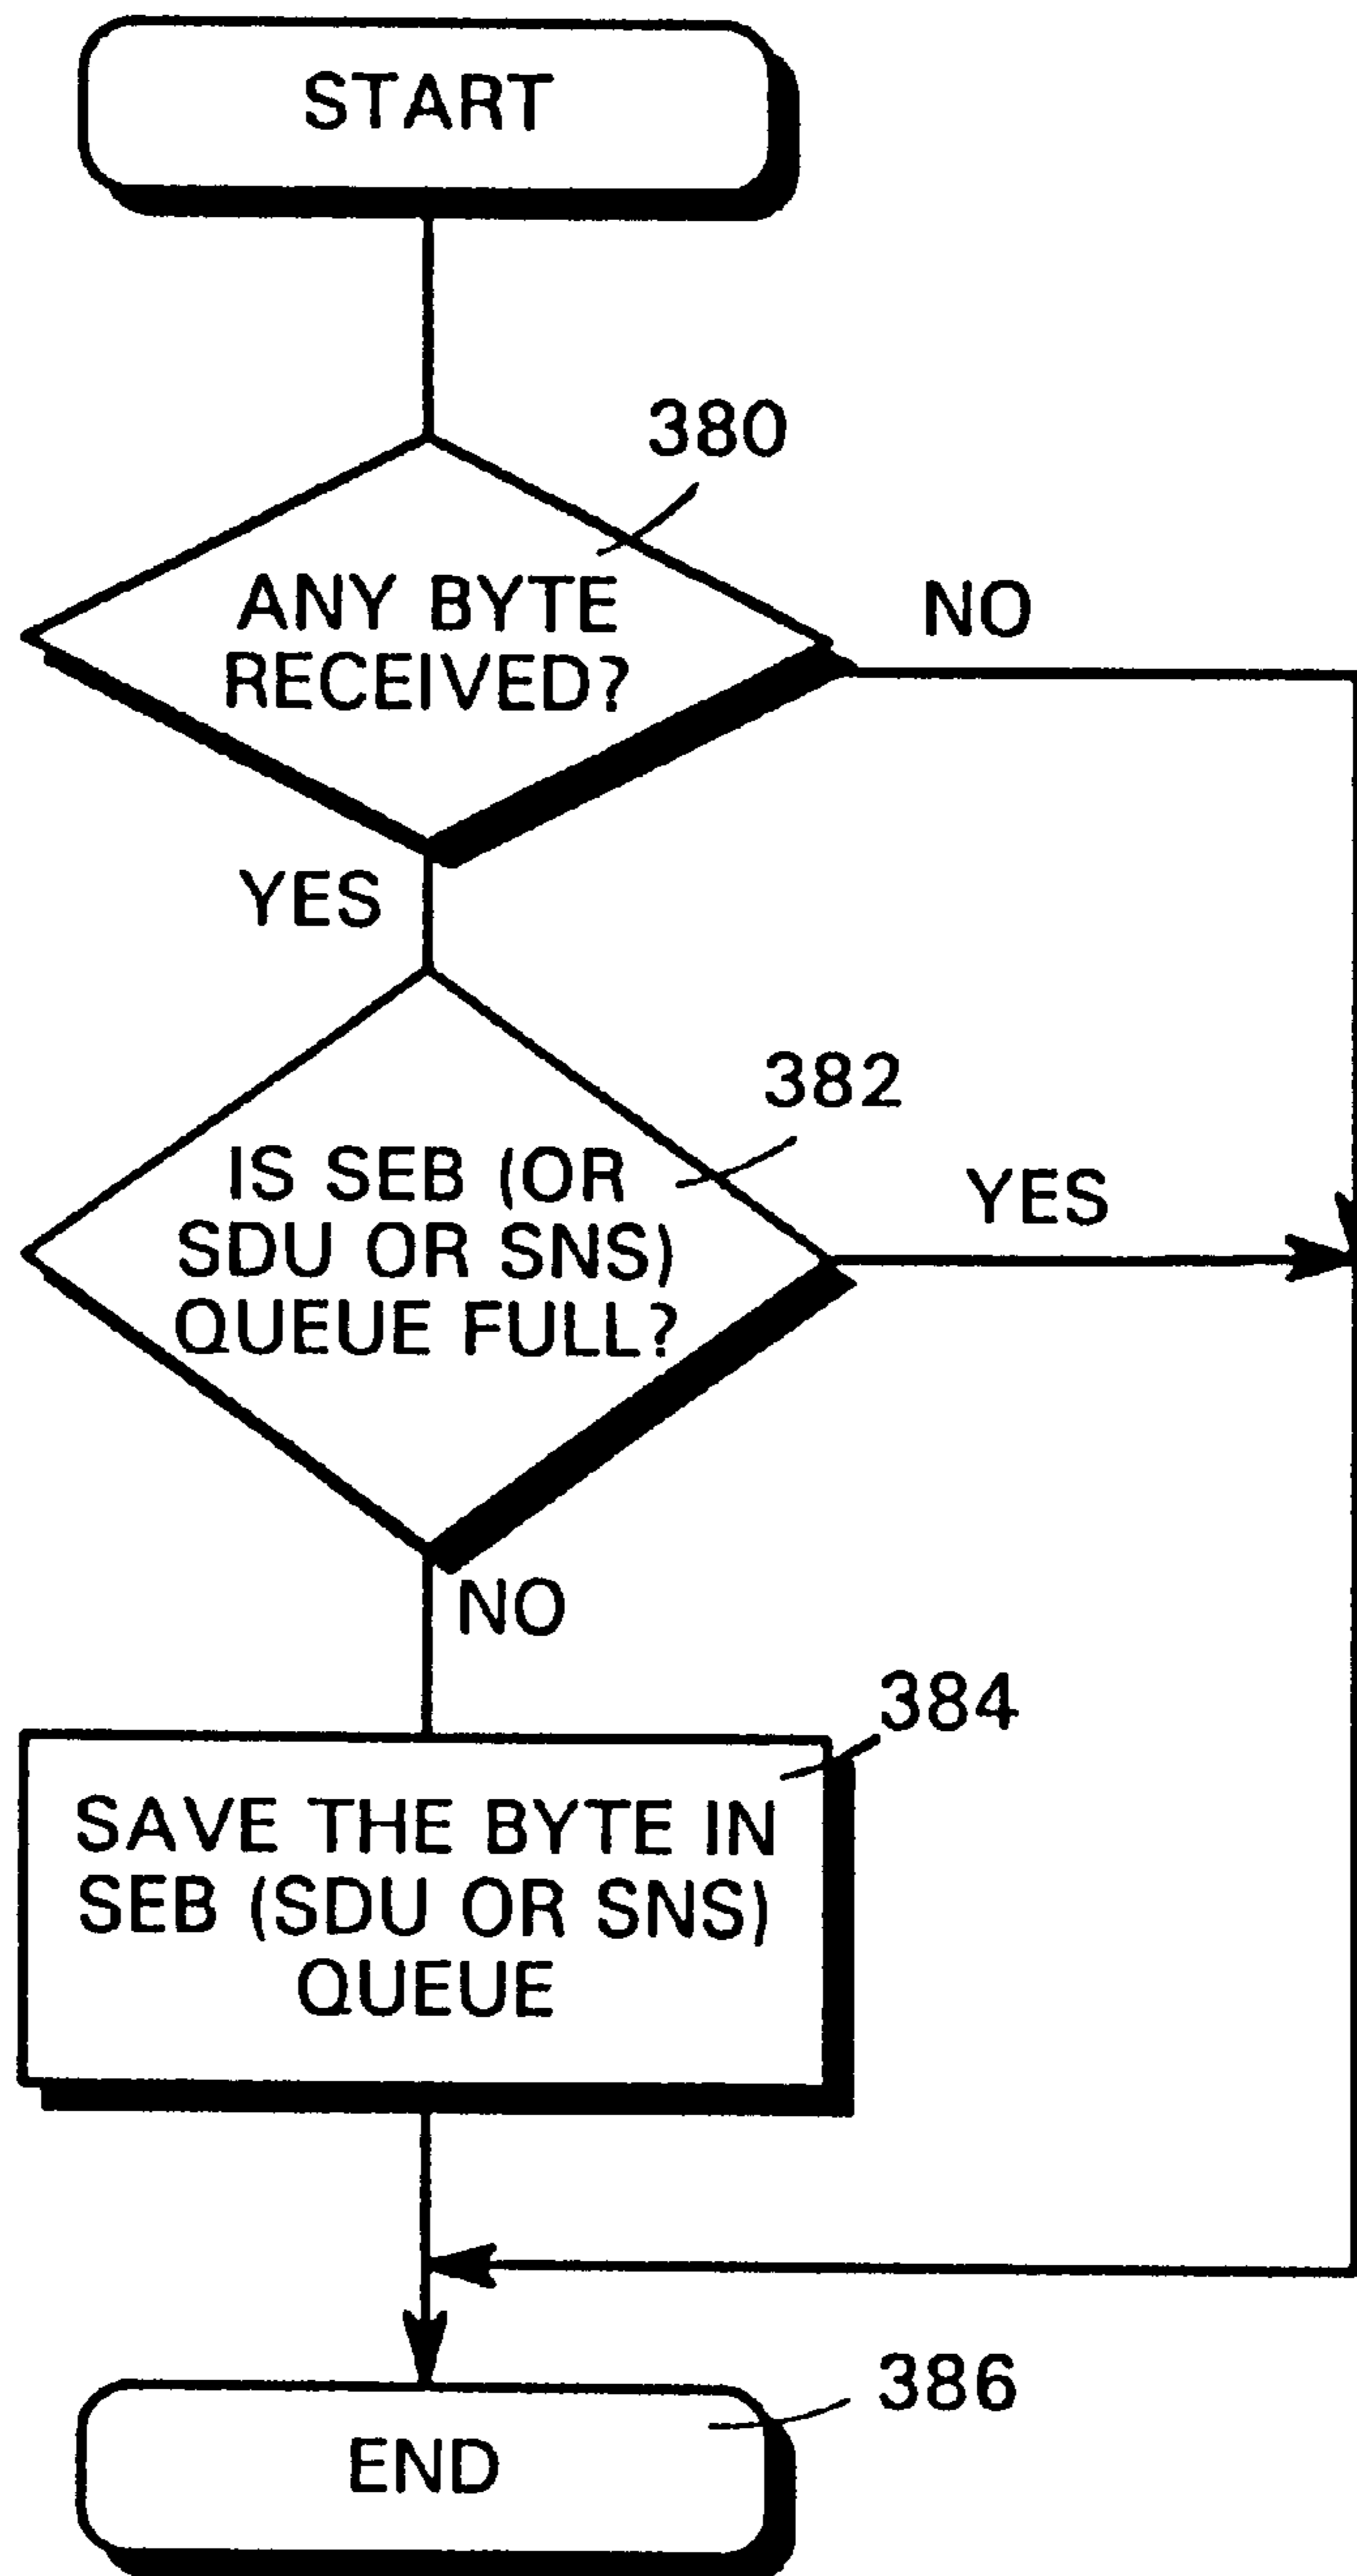 START
380
ANY BYTE
RECEIVED?
NO
YES
382
IS SEB (OR
SDU OR SNS)
QUEUE FULL?
YES
NO
384
SAVE THE BYTE IN
SEB (SDU OR SNS)
QUEUE
386
END